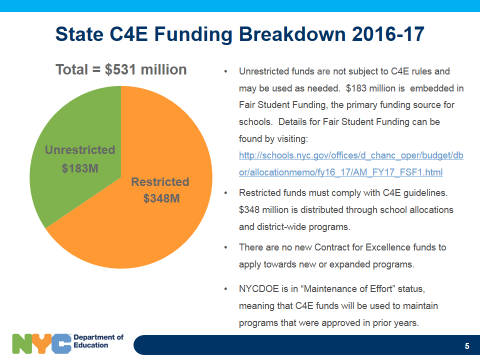 State C4E Funding Breakdown 2016-17
Total = $531 million
Unrestricted
$183M
Restricted
$348M
• Unrestricted funds are not subject to C4E rules and
may be used as needed. $183 million is embedded in
Fair Student Funding, the primary funding source for
schools. Details for Fair Student Funding can be
found by visiting:
http://schools.nyc.gov/offices/d_chanc_oper/budget/db
or/allocationmemo/fy16_17/AM_FY17_FSF1.html
• Restricted funds must comply with C4E guidelines.
$348 million is distributed through school allocations
and district-wide programs.
• There are no new Contract for Excellence funds to
apply towards new or expanded programs.
• NYCDOE is in “Maintenance of Effort” status,
meaning that C4E funds will be used to maintain
programs that were approved in prior years.
NYC
Department of
Education
5